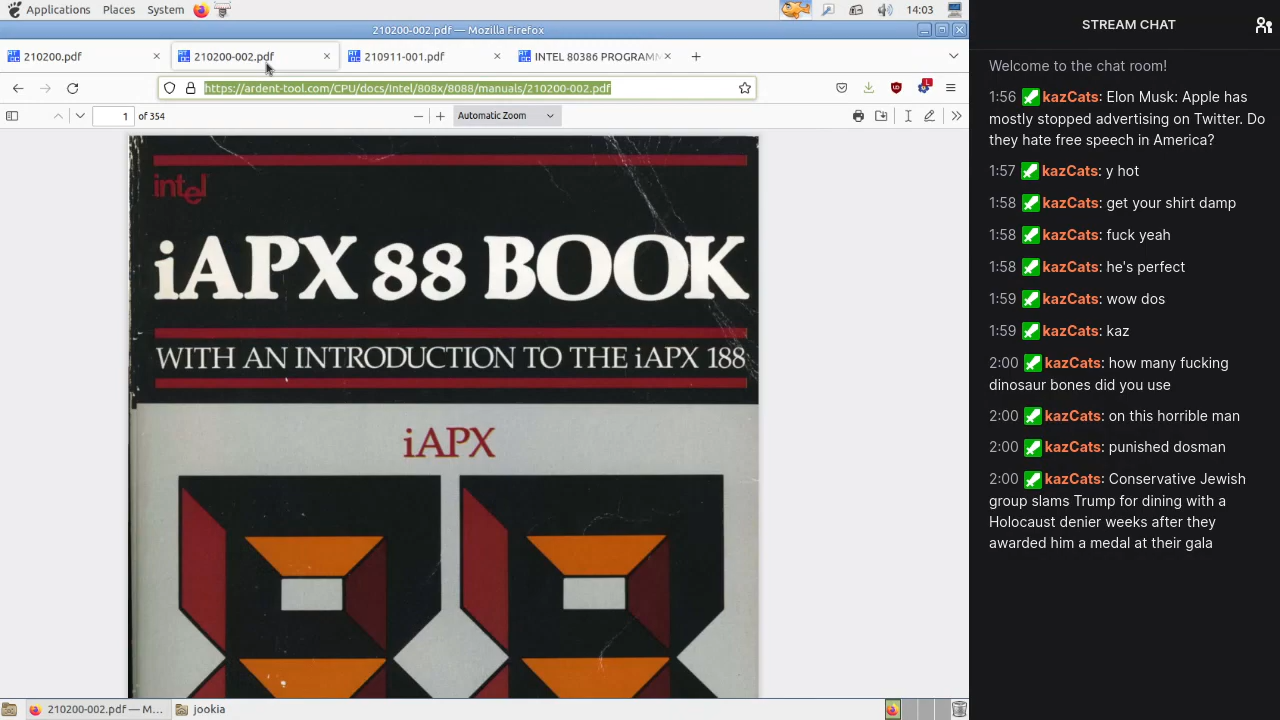 Applications Places System 14:03
210200-002.pdf — Mozilla Firefox
210200.pdf 210200-002.pdf 210911-001.pdf INTEL 80386 PROGRAMM
https://ardent-tool.com/CPU/docs/Intel/808x/8088/manuals/210200-002.pdf
1 of 354 Automatic Zoom
intel
iAPX 88 BOOK
WITH AN INTRODUCTION TO THE iAPX 188
iAPX
210200-002.pdf — M... jookia
STREAM CHAT
Welcome to the chat room!
1:56 kazCats: Elon Musk: Apple has
mostly stopped advertising on Twitter. Do
they hate free speech in America?
1:57 kazCats: y hot
1:58 kazCats: get your shirt damp
1:58 kazCats: fuck yeah
1:58 kazCats: he's perfect
1:59 kazCats: wow dos
1:59 kazCats: kaz
2:00 kazCats: how many fucking
dinosaur bones did you use
2:00 kazCats: on this horrible man
2:00 kazCats: punished dosman
2:00 kazCats: Conservative Jewish
group slams Trump for dining with a
Holocaust denier weeks after they
awarded him a medal at their gala